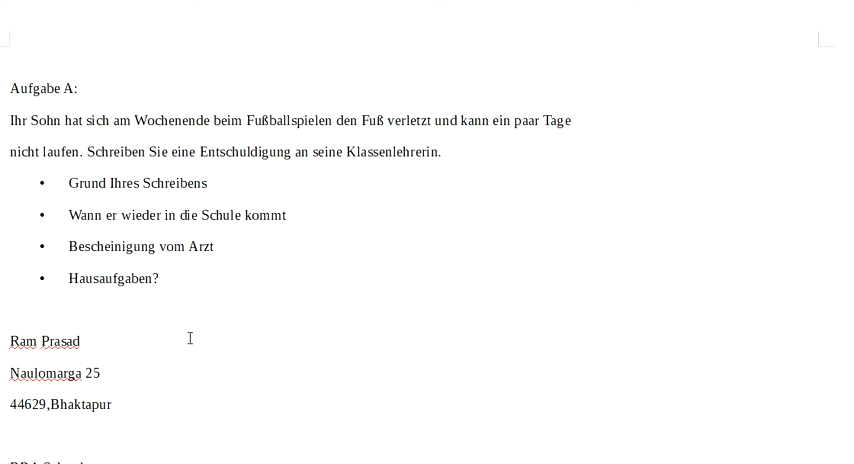 Aufgabe A:
Ihr Sohn hat sich am Wochenende beim Fußballspielen den Fuß verletzt und kann ein paar Tage
nicht laufen. Schreiben Sie eine Entschuldigung an seine Klassenlehrerin.
• Grund Ihres Schreibens
• Wann er wieder in die Schule kommt
• Bescheinigung vom Arzt
• Hausaufgaben?
Ram Prasad
Naulomarga 25
44629,Bhaktapur